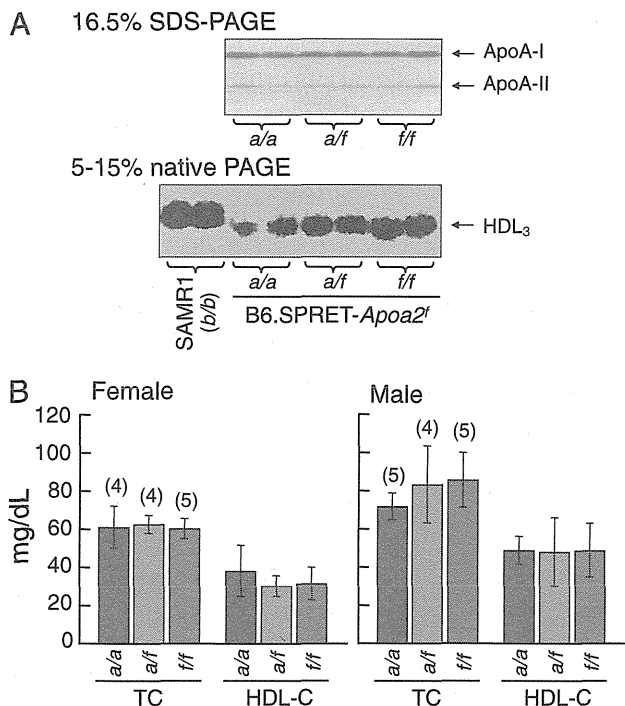 A
16.5% SDS-PAGE
ApoA-I
ApoA-II
a/a a/f f/f
5-15% native PAGE
HDL3
a/a a/f f/f
SAMR1 (b/b)
B6.SPRET-Apoa2f
B
Female Male
120
100
80
60
40
20
0
mg/dL
(4) (4) (5)
(5) (4) (5)
a/a a/f f/f a/a a/f f/f a/a a/f f/f a/a a/f f/f
TC HDL-C TC HDL-C